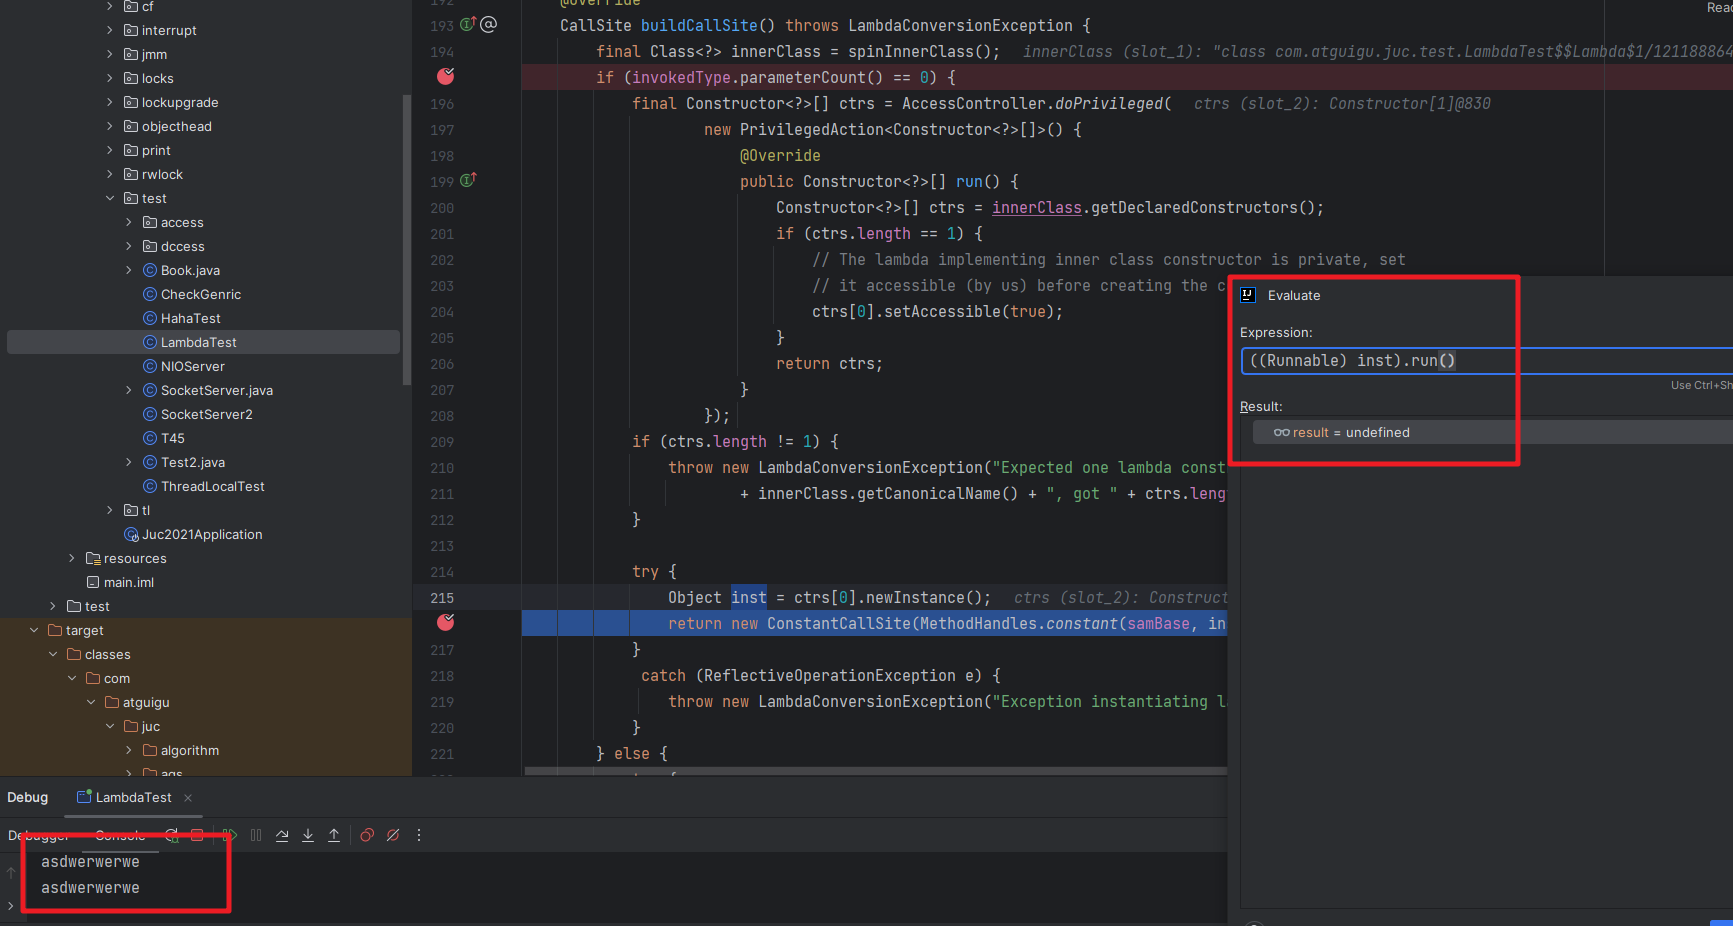 cf
interrupt
jmm
locks
lockupgrade
objecthead
print
rwlock
test
access
dccess
Book.java
CheckGenric
HahaTest
LambdaTest
NIOServer
SocketServer.java
SocketServer2
T45
Test2.java
ThreadLocalTest
tl
Juc2021Application
resources
main.iml
test
target
classes
com
atguigu
juc
algorithm
aqs
192 @Override
193 CallSite buildCallSite() throws LambdaConversionException {
194 final Class<?> innerClass = spinInnerClass(); innerClass (slot_1): "class com.atguigu.juc.test.LambdaTest$$Lambda$1/121188864
if (invokedType.parameterCount() == 0) {
196 final Constructor<?>[] ctrs = AccessController.doPrivileged( ctrs (slot_2): Constructor[1]@830
197 new PrivilegedAction<Constructor<?>[]>() {
198 @Override
199 public Constructor<?>[] run() {
200 Constructor<?>[] ctrs = innerClass.getDeclaredConstructors();
201 if (ctrs.length == 1) {
202 // The lambda implementing inner class constructor is private, set
203 // it accessible (by us) before creating the c
204 ctrs[0].setAccessible(true);
205 }
206 return ctrs;
207 }
208 });
209 if (ctrs.length != 1) {
210 throw new LambdaConversionException("Expected one lambda const
211 + innerClass.getCanonicalName() + ", got " + ctrs.leng
212 }
213
214 try {
215 Object inst = ctrs[0].newInstance(); ctrs (slot_2): Construct
return new ConstantCallSite(MethodHandles.constant(samBase, in
217 }
218 catch (ReflectiveOperationException e) {
219 throw new LambdaConversionException("Exception instantiating l
220 }
221 } else {
Read
Evaluate
Expression:
((Runnable) inst).run()
Use Ctrl+Sh
Result:
result = undefined
Debug LambdaTest
Debugger Console
asdwerwerwe
asdwerwerwe